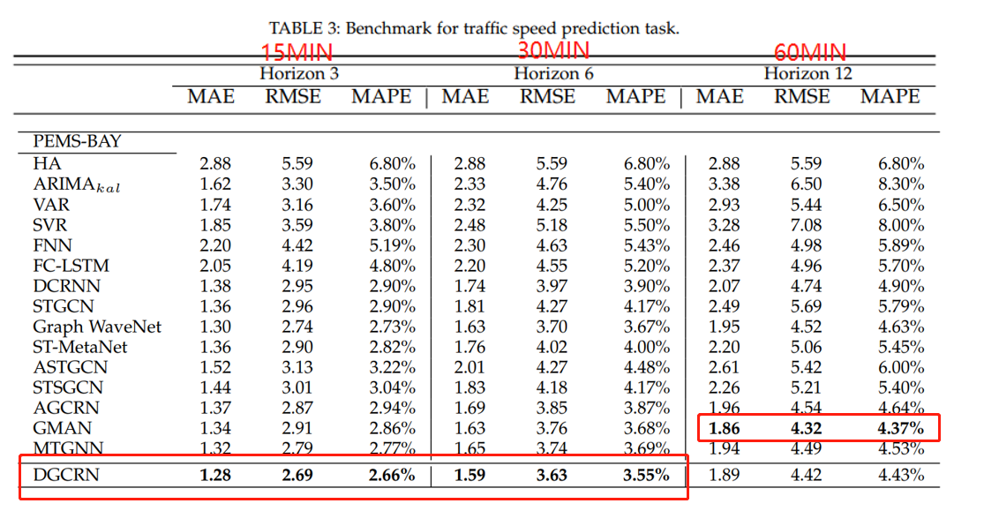 TABLE 3: Benchmark for traffic speed prediction task.
15MIN 30MIN 60MIN
Horizon 3 Horizon 6 Horizon 12
MAE RMSE MAPE MAE RMSE MAPE MAE RMSE MAPE
PEMS-BAY
HA 2.88 5.59 6.80% 2.88 5.59 6.80% 2.88 5.59 6.80%
ARIMAkal 1.62 3.30 3.50% 2.33 4.76 5.40% 3.38 6.50 8.30%
VAR 1.74 3.16 3.60% 2.32 4.25 5.00% 2.93 5.44 6.50%
SVR 1.85 3.59 3.80% 2.48 5.18 5.50% 3.28 7.08 8.00%
FNN 2.20 4.42 5.19% 2.30 4.63 5.43% 2.46 4.98 5.89%
FC-LSTM 2.05 4.19 4.80% 2.20 4.55 5.20% 2.37 4.96 5.70%
DCRNN 1.38 2.95 2.90% 1.74 3.97 3.90% 2.07 4.74 4.90%
STGCN 1.36 2.96 2.90% 1.81 4.27 4.17% 2.49 5.69 5.79%
Graph WaveNet 1.30 2.74 2.73% 1.63 3.70 3.67% 1.95 4.52 4.63%
ST-MetaNet 1.36 2.90 2.82% 1.76 4.02 4.00% 2.20 5.06 5.45%
ASTGCN 1.52 3.13 3.22% 2.01 4.27 4.48% 2.61 5.42 6.00%
STSGCN 1.44 3.01 3.04% 1.83 4.18 4.17% 2.26 5.21 5.40%
AGCRN 1.37 2.87 2.94% 1.69 3.85 3.87% 1.96 4.54 4.64%
GMAN 1.34 2.91 2.86% 1.63 3.76 3.68% 1.86 4.32 4.37%
MTGNN 1.32 2.79 2.77% 1.65 3.74 3.69% 1.94 4.49 4.53%
DGCRN 1.28 2.69 2.66% 1.59 3.63 3.55% 1.89 4.42 4.43%